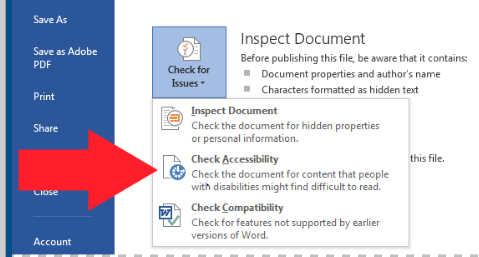 Save As
Save as Adobe
PDF
Print
Share
Close
Account
Check for
Issues
Inspect Document
Before publishing this file, be aware that it contains:
Document properties and author's name
Characters formatted as hidden text
Inspect Document
Check the document for hidden properties
or personal information.
Check Accessibility
Check the document for content that people
with disabilities might find difficult to read.
Check Compatibility
Check for features not supported by earlier
versions of Word.
this file.